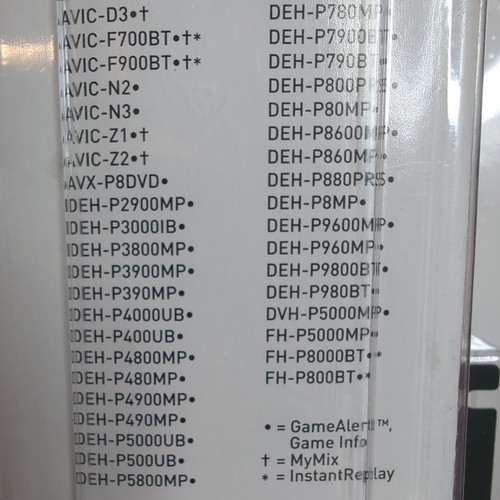 AVIC-D3•†
AVIC-F700BT•†*
AVIC-F900BT•†*
AVIC-N2•
AVIC-N3•
AVIC-Z1•†
AVIC-Z2•†
AVX-P8DVD•
DEH-P2900MP•
DEH-P3000IB•
DEH-P3800MP•
DEH-P3900MP•
DEH-P390MP•
DEH-P4000UB•
DEH-P400UB•
DEH-P4800MP•
DEH-P480MP•
DEH-P4900MP•
DEH-P490MP•
DEH-P5000UB•
DEH-P500UB•
DEH-P5800MP•
DEH-P780MP•
DEH-P7900BT•
DEH-P790BT•
DEH-P800PRS•
DEH-P80MP•
DEH-P8600MP•
DEH-P860MP•
DEH-P880PRS•
DEH-P8MP•
DEH-P9600MP•
DEH-P960MP•
DEH-P9800BT•
DEH-P980BT•
DVH-P5000MP•
FH-P5000MP•
FH-P8000BT•*
FH-P800BT•*
• = GameAlert™,
Game Info
† = MyMix
* = InstantReplay